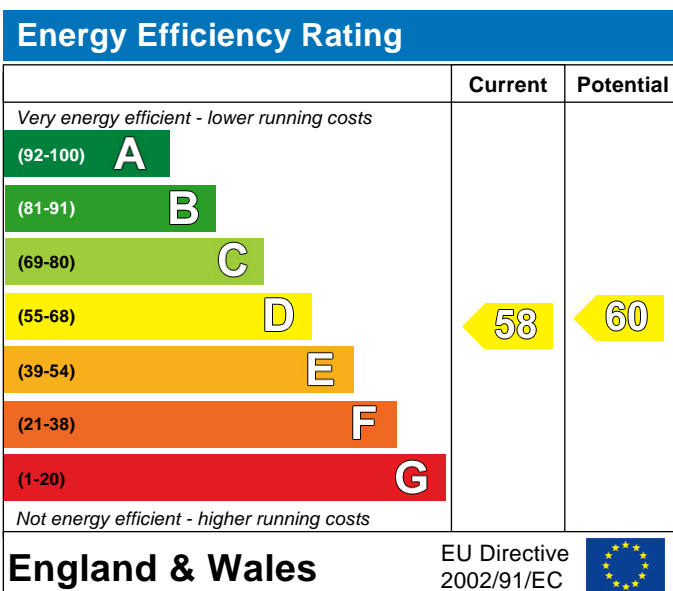 Energy Efficiency Rating
Current Potential
Very energy efficient - lower running costs
(92-100) A
(81-91) B
(69-80) C
(55-68) D 58 60
(39-54) E
(21-38) F
(1-20) G
Not energy efficient - higher running costs
England & Wales
EU Directive
2002/91/EC